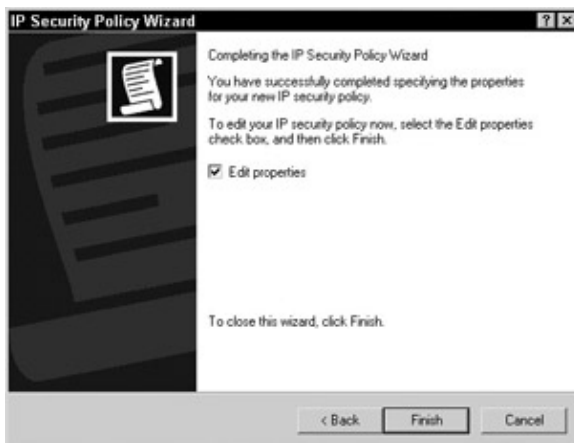 IP Security Policy Wizard
Completing the IP Security Policy Wizard
You have successfully completed specifying the properties
for your new IP security policy.
To edit your IP security policy now, select the Edit properties
check box, and then click Finish.
Edit properties
To close this wizard, click Finish.
< Back
Finish
Cancel